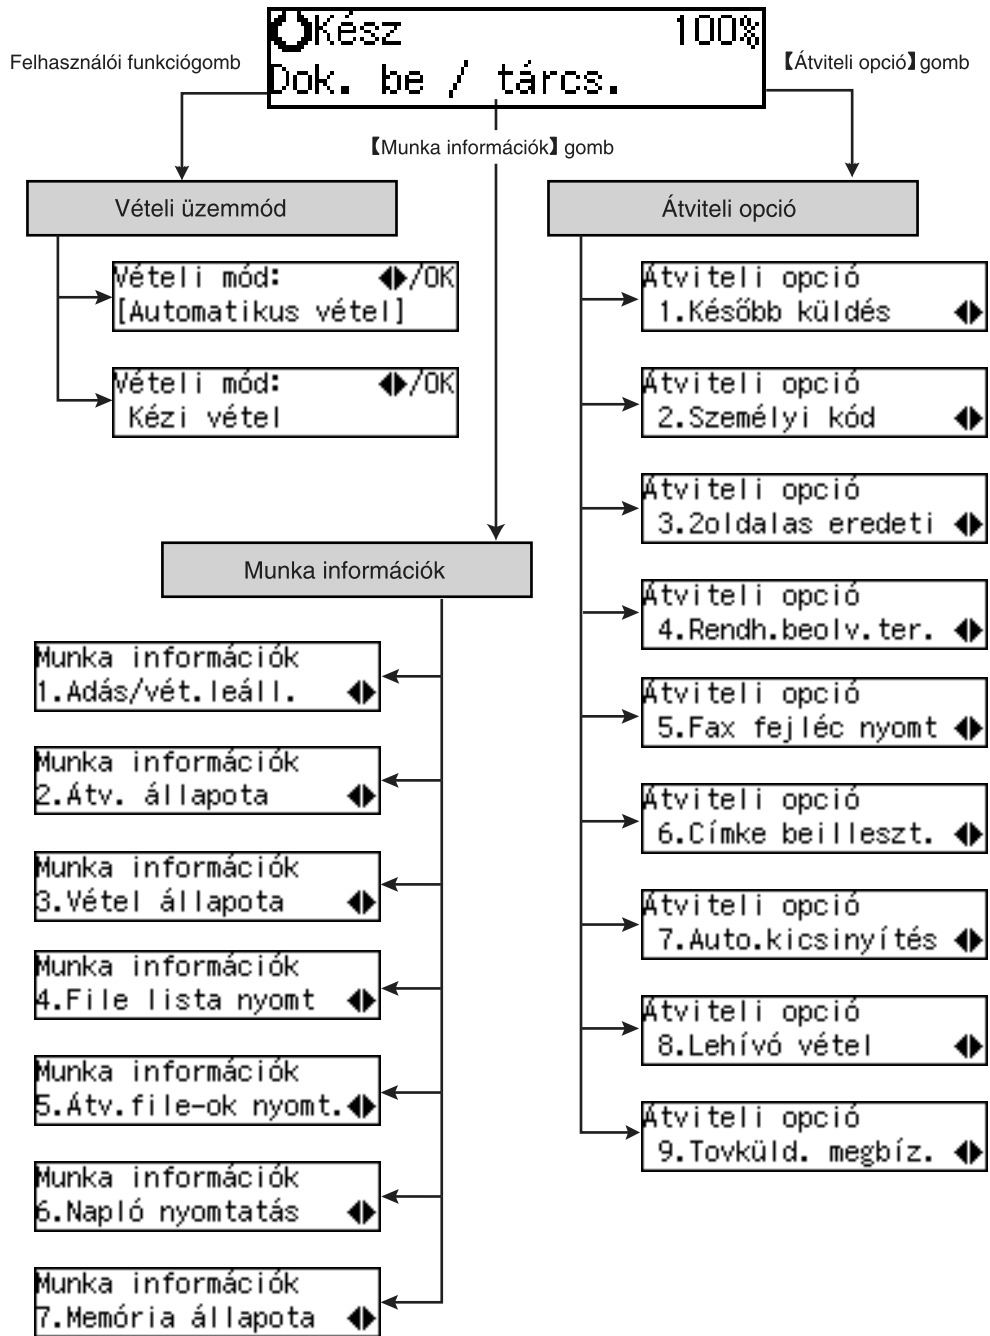 Kész 100%
Dok. be / tárcs.
Felhasználói funkciógomb
【Átviteli opció】gomb
【Munka információk】gomb
Vételi üzemmód
Vételi mód: ◀▶/OK
[Automatikus vétel]
Vételi mód: ◀▶/OK
Kézi vétel
Átviteli opció
Átviteli opció
1.Később küldés ◀▶
Átviteli opció
2.Személyi kód ◀▶
Átviteli opció
3.2oldalas eredeti ◀▶
Átviteli opció
4.Rendh.beolv.ter. ◀▶
Átviteli opció
5.Fax fejléc nyomt ◀▶
Átviteli opció
6.Címke beilleszt. ◀▶
Átviteli opció
7.Auto.kicsinyítés ◀▶
Átviteli opció
8.Lehívó vétel ◀▶
Átviteli opció
9.Tovküld. megbíz. ◀▶
Munka információk
Munka információk
1.Adás/vét.leáll. ◀▶
Munka információk
2.Átv. állapota ◀▶
Munka információk
3.Vétel állapota ◀▶
Munka információk
4.File lista nyomt ◀▶
Munka információk
5.Átv.file-ok nyomt. ◀▶
Munka információk
6.Napló nyomtatás ◀▶
Munka információk
7.Memória állapota ◀▶